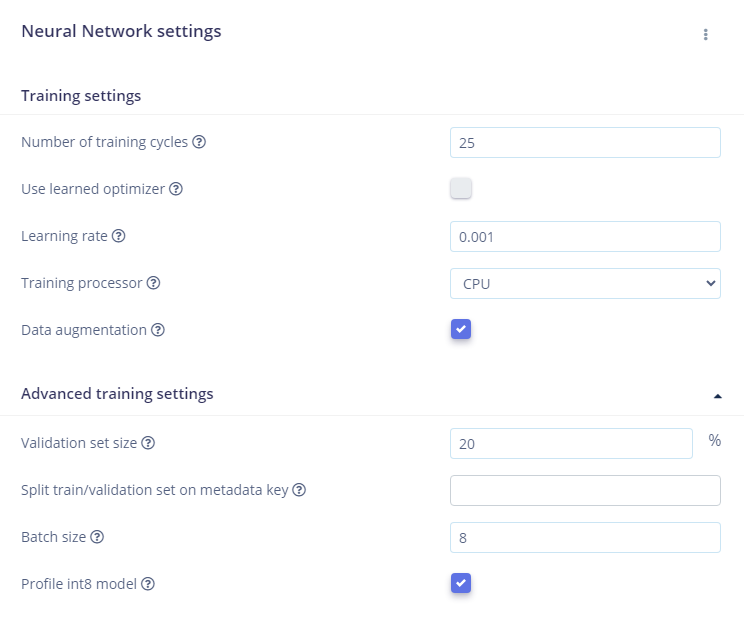 Neural Network settings
Training settings
Number of training cycles
25
Use learned optimizer
Learning rate
0.001
Training processor
CPU
Data augmentation
Advanced training settings
Validation set size
20
%
Split train/validation set on metadata key
Batch size
8
Profile int8 model